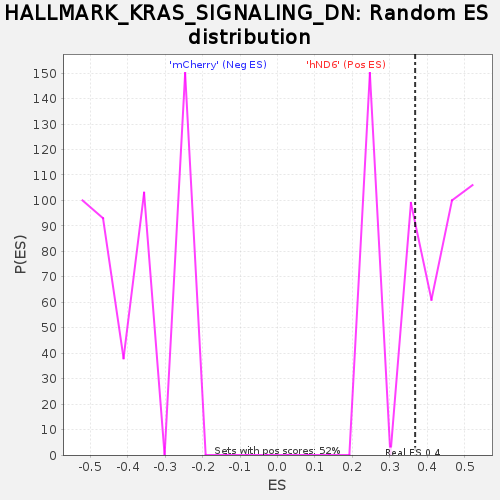 HALLMARK_KRAS_SIGNALING_DN: Random ES
distribution
'mCherry' (Neg ES) 'hND6' (Pos ES)
150
140
130
120
110
100
90
80
70
60
50
40
30
20
10
0
P(ES)
Sets with pos scores: 52%
Real ES 0.4
-0.5 -0.4 -0.3 -0.2 -0.1 0.0 0.1 0.2 0.3 0.4 0.5
ES